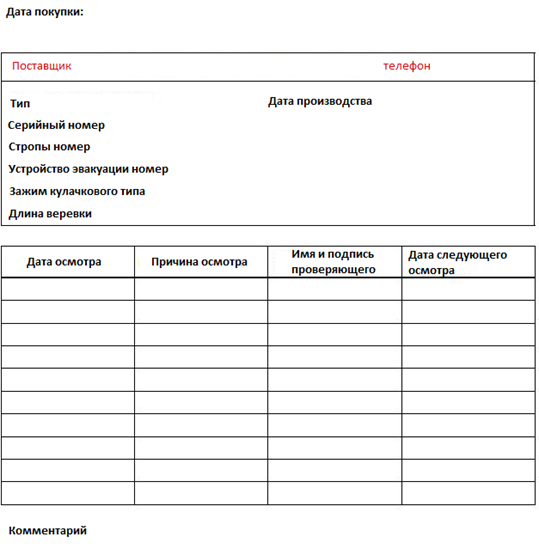 Дата покупки:
Поставщик телефон
Тип Дата производства
Серийный номер
Стропы номер
Устройство эвакуации номер
Зажим кулачкового типа
Длина веревки
Дата осмотра Причина осмотра Имя и подпись проверяющего Дата следующего осмотра
Комментарий